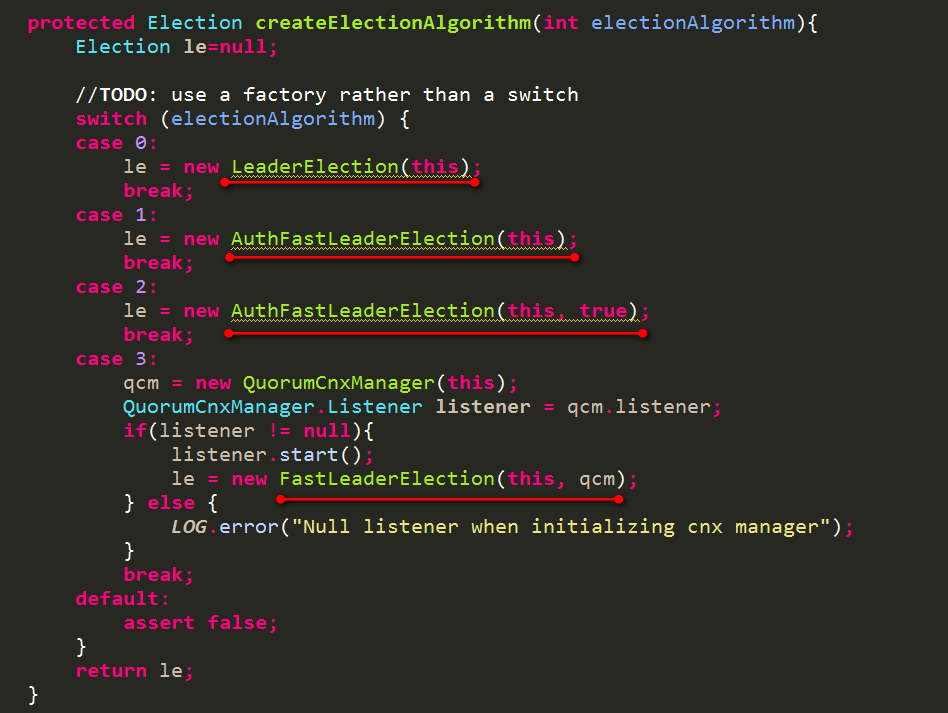 protected Election createElectionAlgorithm(int electionAlgorithm){
    Election le=null;

    //TODO: use a factory rather than a switch
    switch (electionAlgorithm) {
    case 0:
        le = new LeaderElection(this);
        break;
    case 1:
        le = new AuthFastLeaderElection(this);
        break;
    case 2:
        le = new AuthFastLeaderElection(this, true);
        break;
    case 3:
        qcm = new QuorumCnxManager(this);
        QuorumCnxManager.Listener listener = qcm.listener;
        if(listener != null){
            listener.start();
            le = new FastLeaderElection(this, qcm);
        } else {
            LOG.error("Null listener when initializing cnx manager");
        }
        break;
    default:
        assert false;
    }
    return le;
}